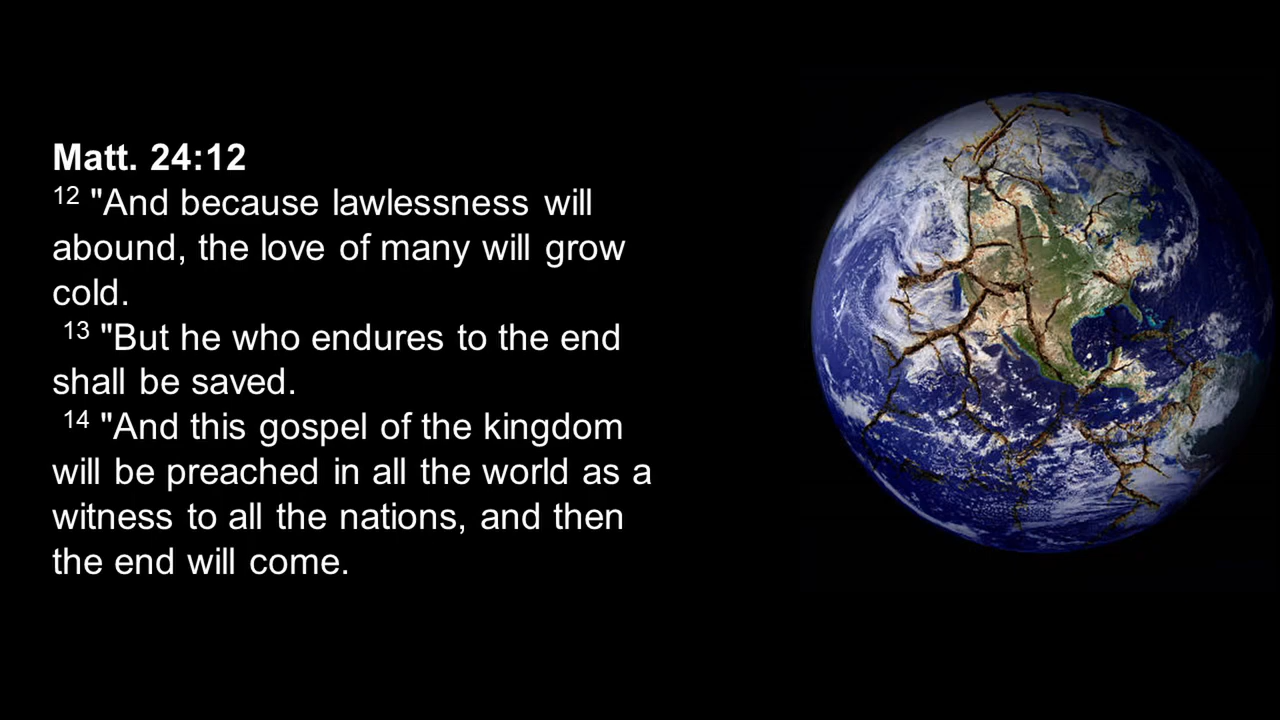 Matt. 24:12
12 "And because lawlessness will
abound, the love of many will grow
cold.
13 "But he who endures to the end
shall be saved.
14 "And this gospel of the kingdom
will be preached in all the world as a
witness to all the nations, and then
the end will come.